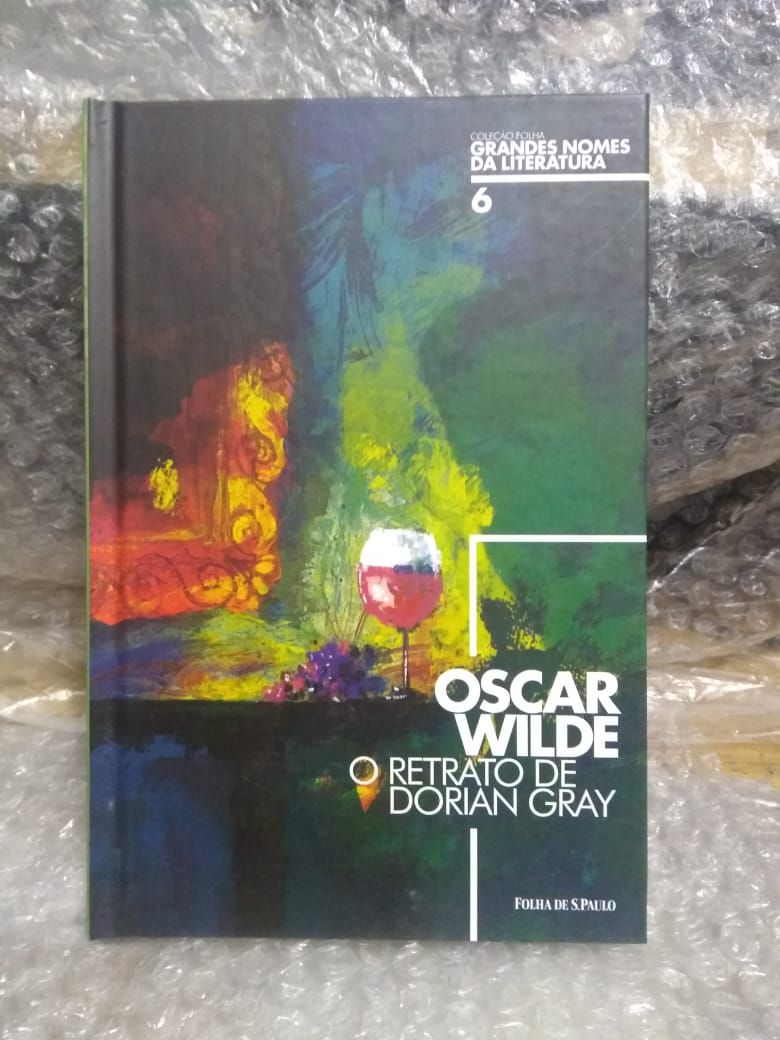 COLEÇÃO FOLHA
GRANDES NOMES
DA LITERATURA
6
OSCAR
WILDE
O RETRATO DE
DORIAN GRAY
FOLHA DE S.PAULO